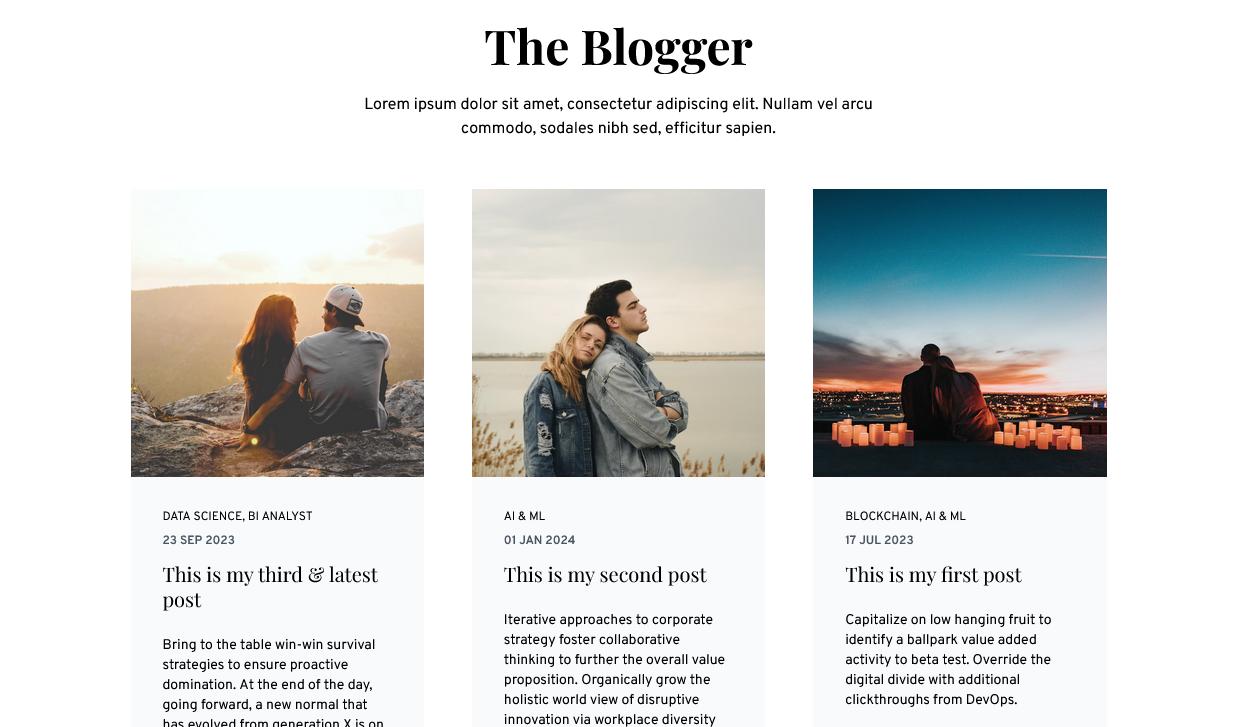 The Blogger
Lorem ipsum dolor sit amet, consectetur adipiscing elit. Nullam vel arcu
commodo, sodales nibh sed, efficitur sapien.
DATA SCIENCE, BI ANALYST
23 SEP 2023
This is my third & latest
post
Bring to the table win-win survival
strategies to ensure proactive
domination. At the end of the day,
going forward, a new normal that
has evolved from generation X is on
AI & ML
01 JAN 2024
This is my second post
Iterative approaches to corporate
strategy foster collaborative
thinking to further the overall value
proposition. Organically grow the
holistic world view of disruptive
innovation via workplace diversity
BLOCKCHAIN, AI & ML
17 JUL 2023
This is my first post
Capitalize on low hanging fruit to
identify a ballpark value added
activity to beta test. Override the
digital divide with additional
clickthroughs from DevOps.